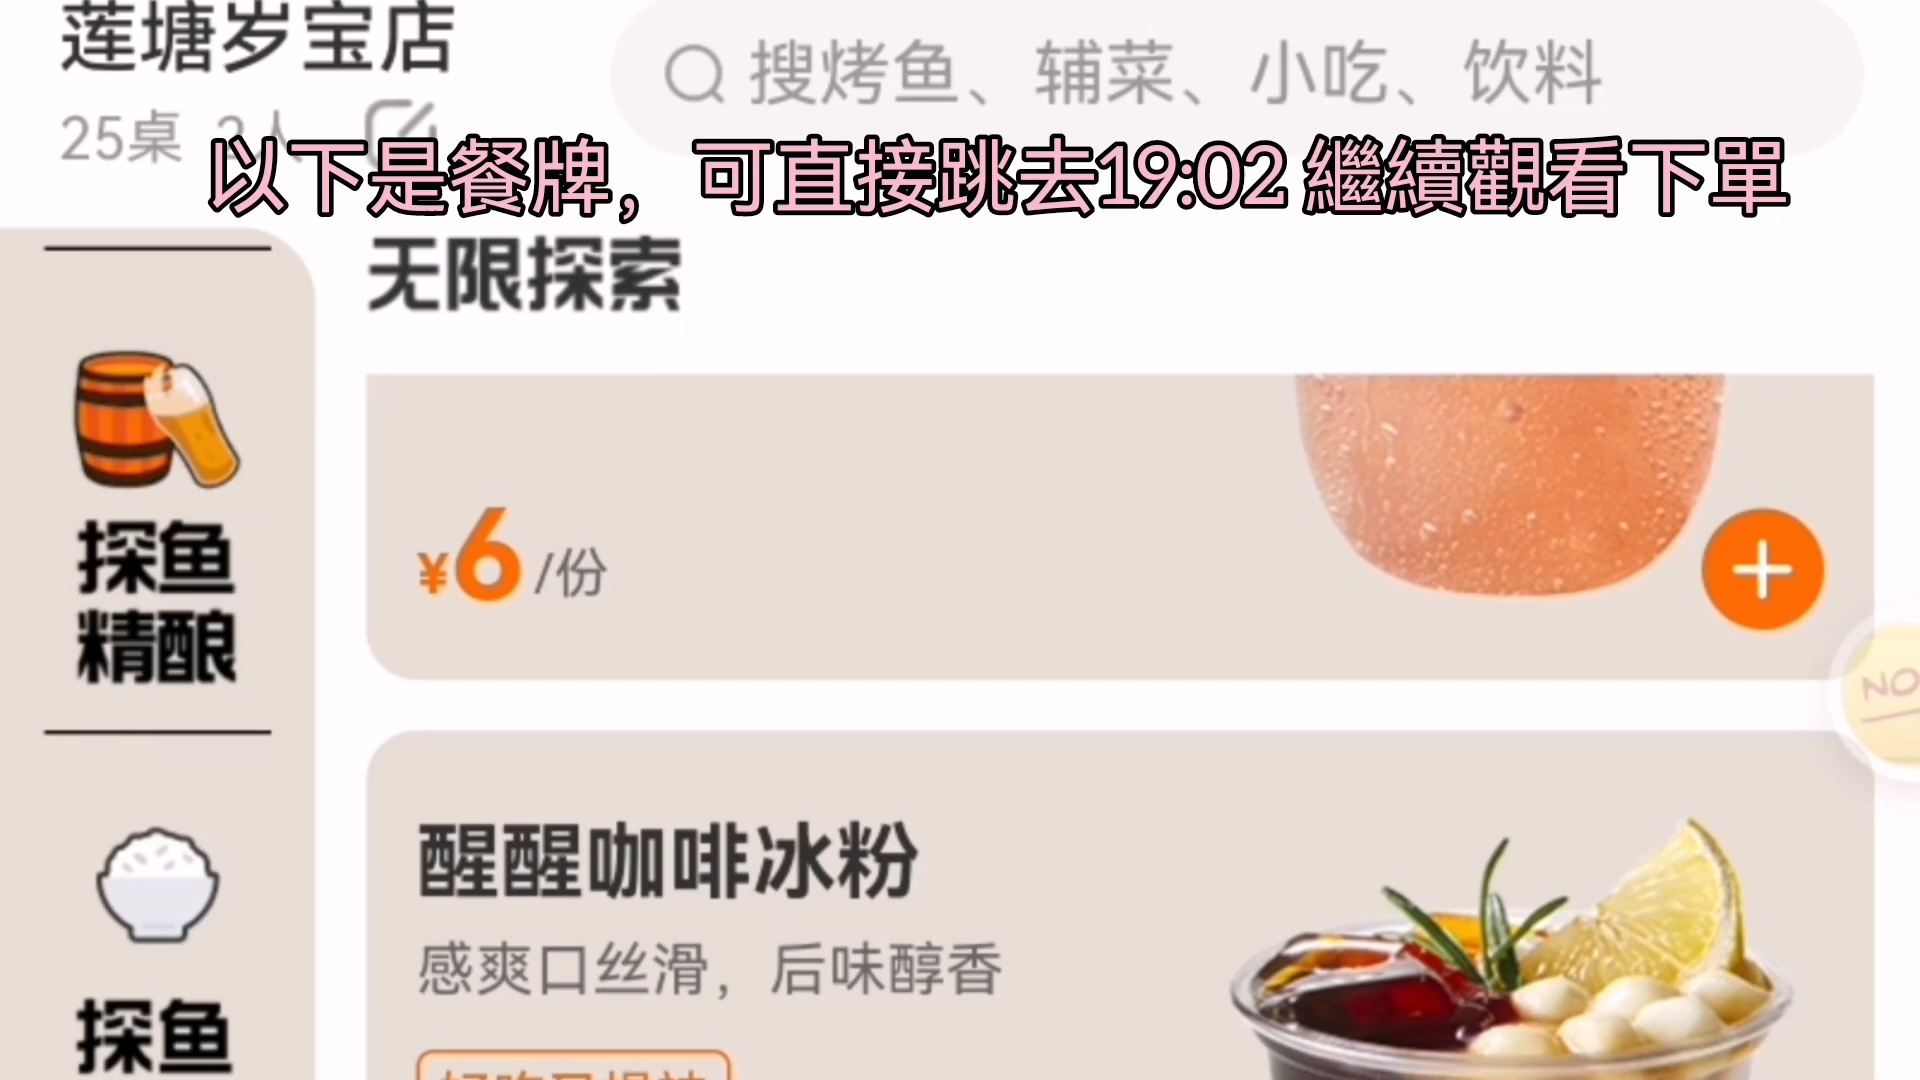 莲塘岁宝店
搜烤鱼、辅菜、小吃、饮料
25桌 2人
以下是餐牌，可直接跳去19:02 繼續觀看下單
无限探索
探鱼
精酿
¥6/份
NO
醒醒咖啡冰粉
感爽口丝滑，后味醇香
探鱼